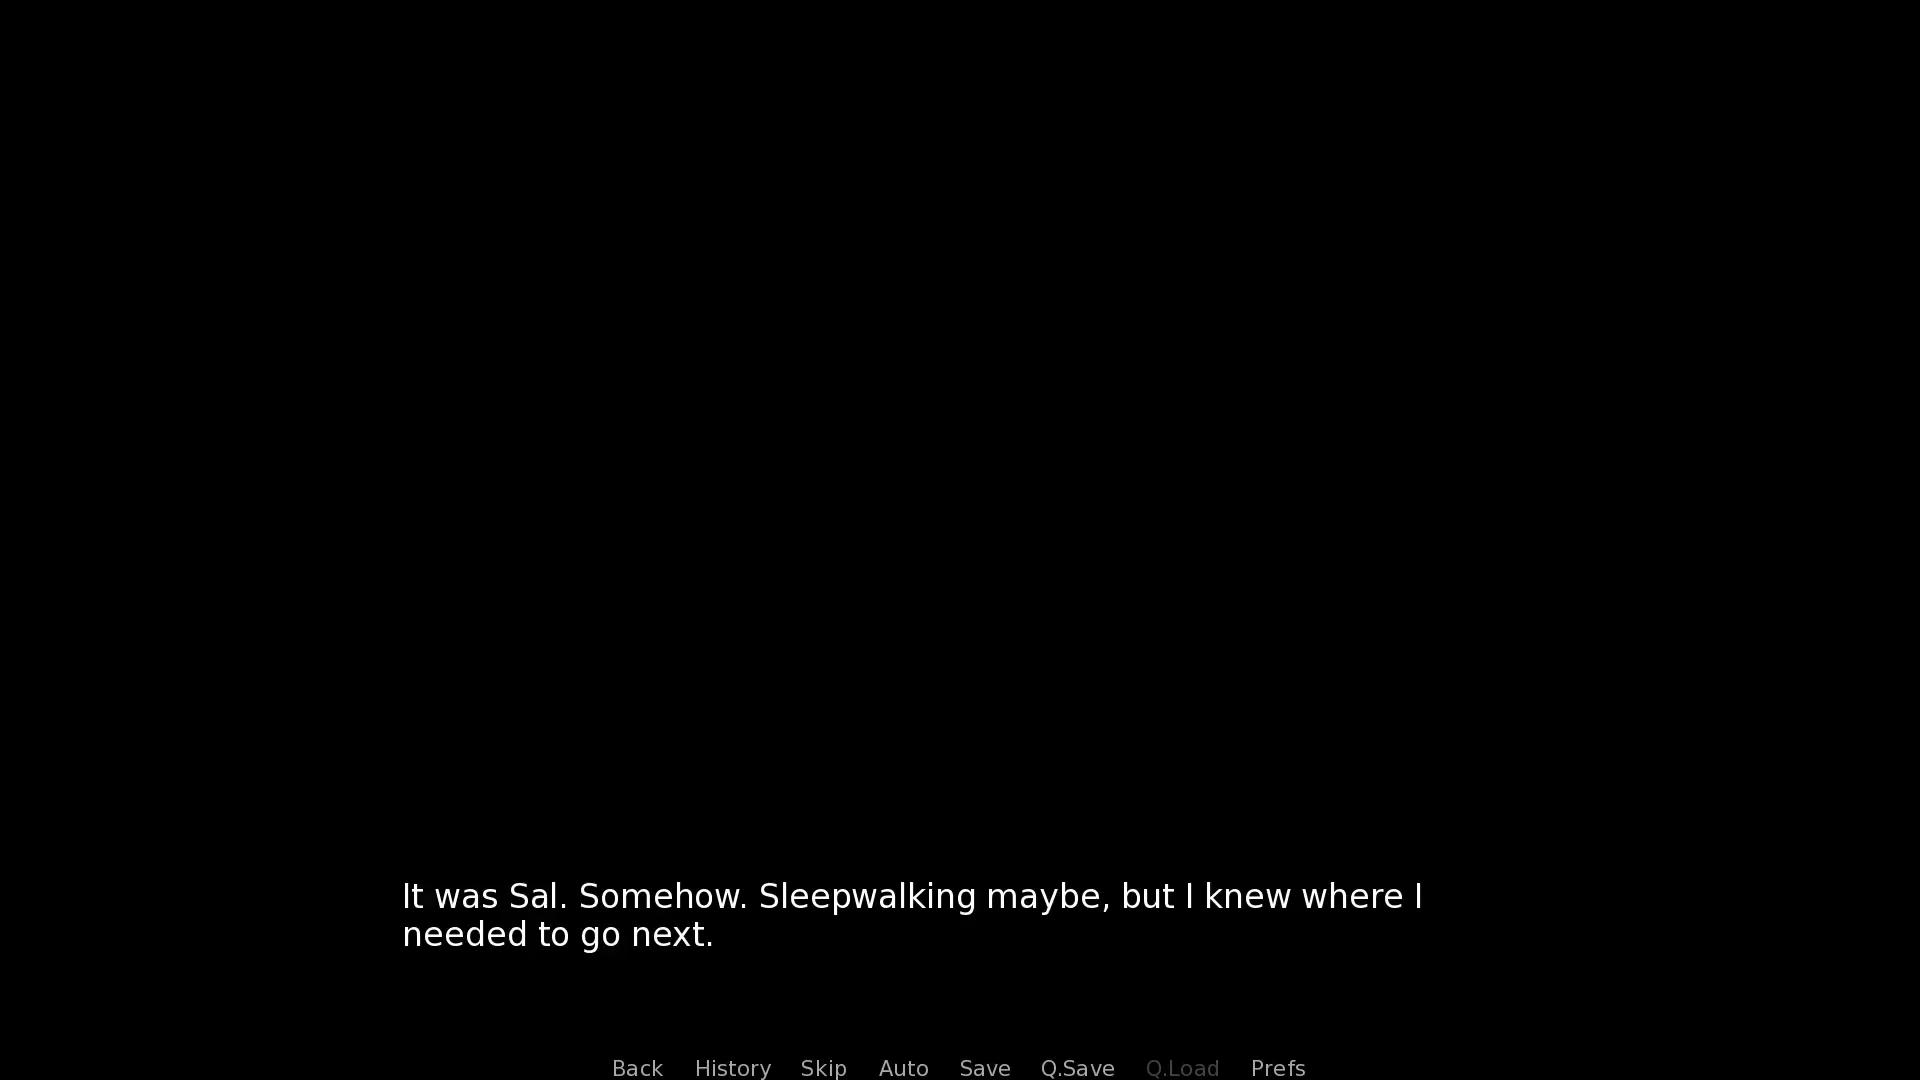 It was Sal. Somehow. Sleepwalking maybe, but I knew where I
needed to go next.
Back History Skip Auto Save Q.Save Q.Load Prefs